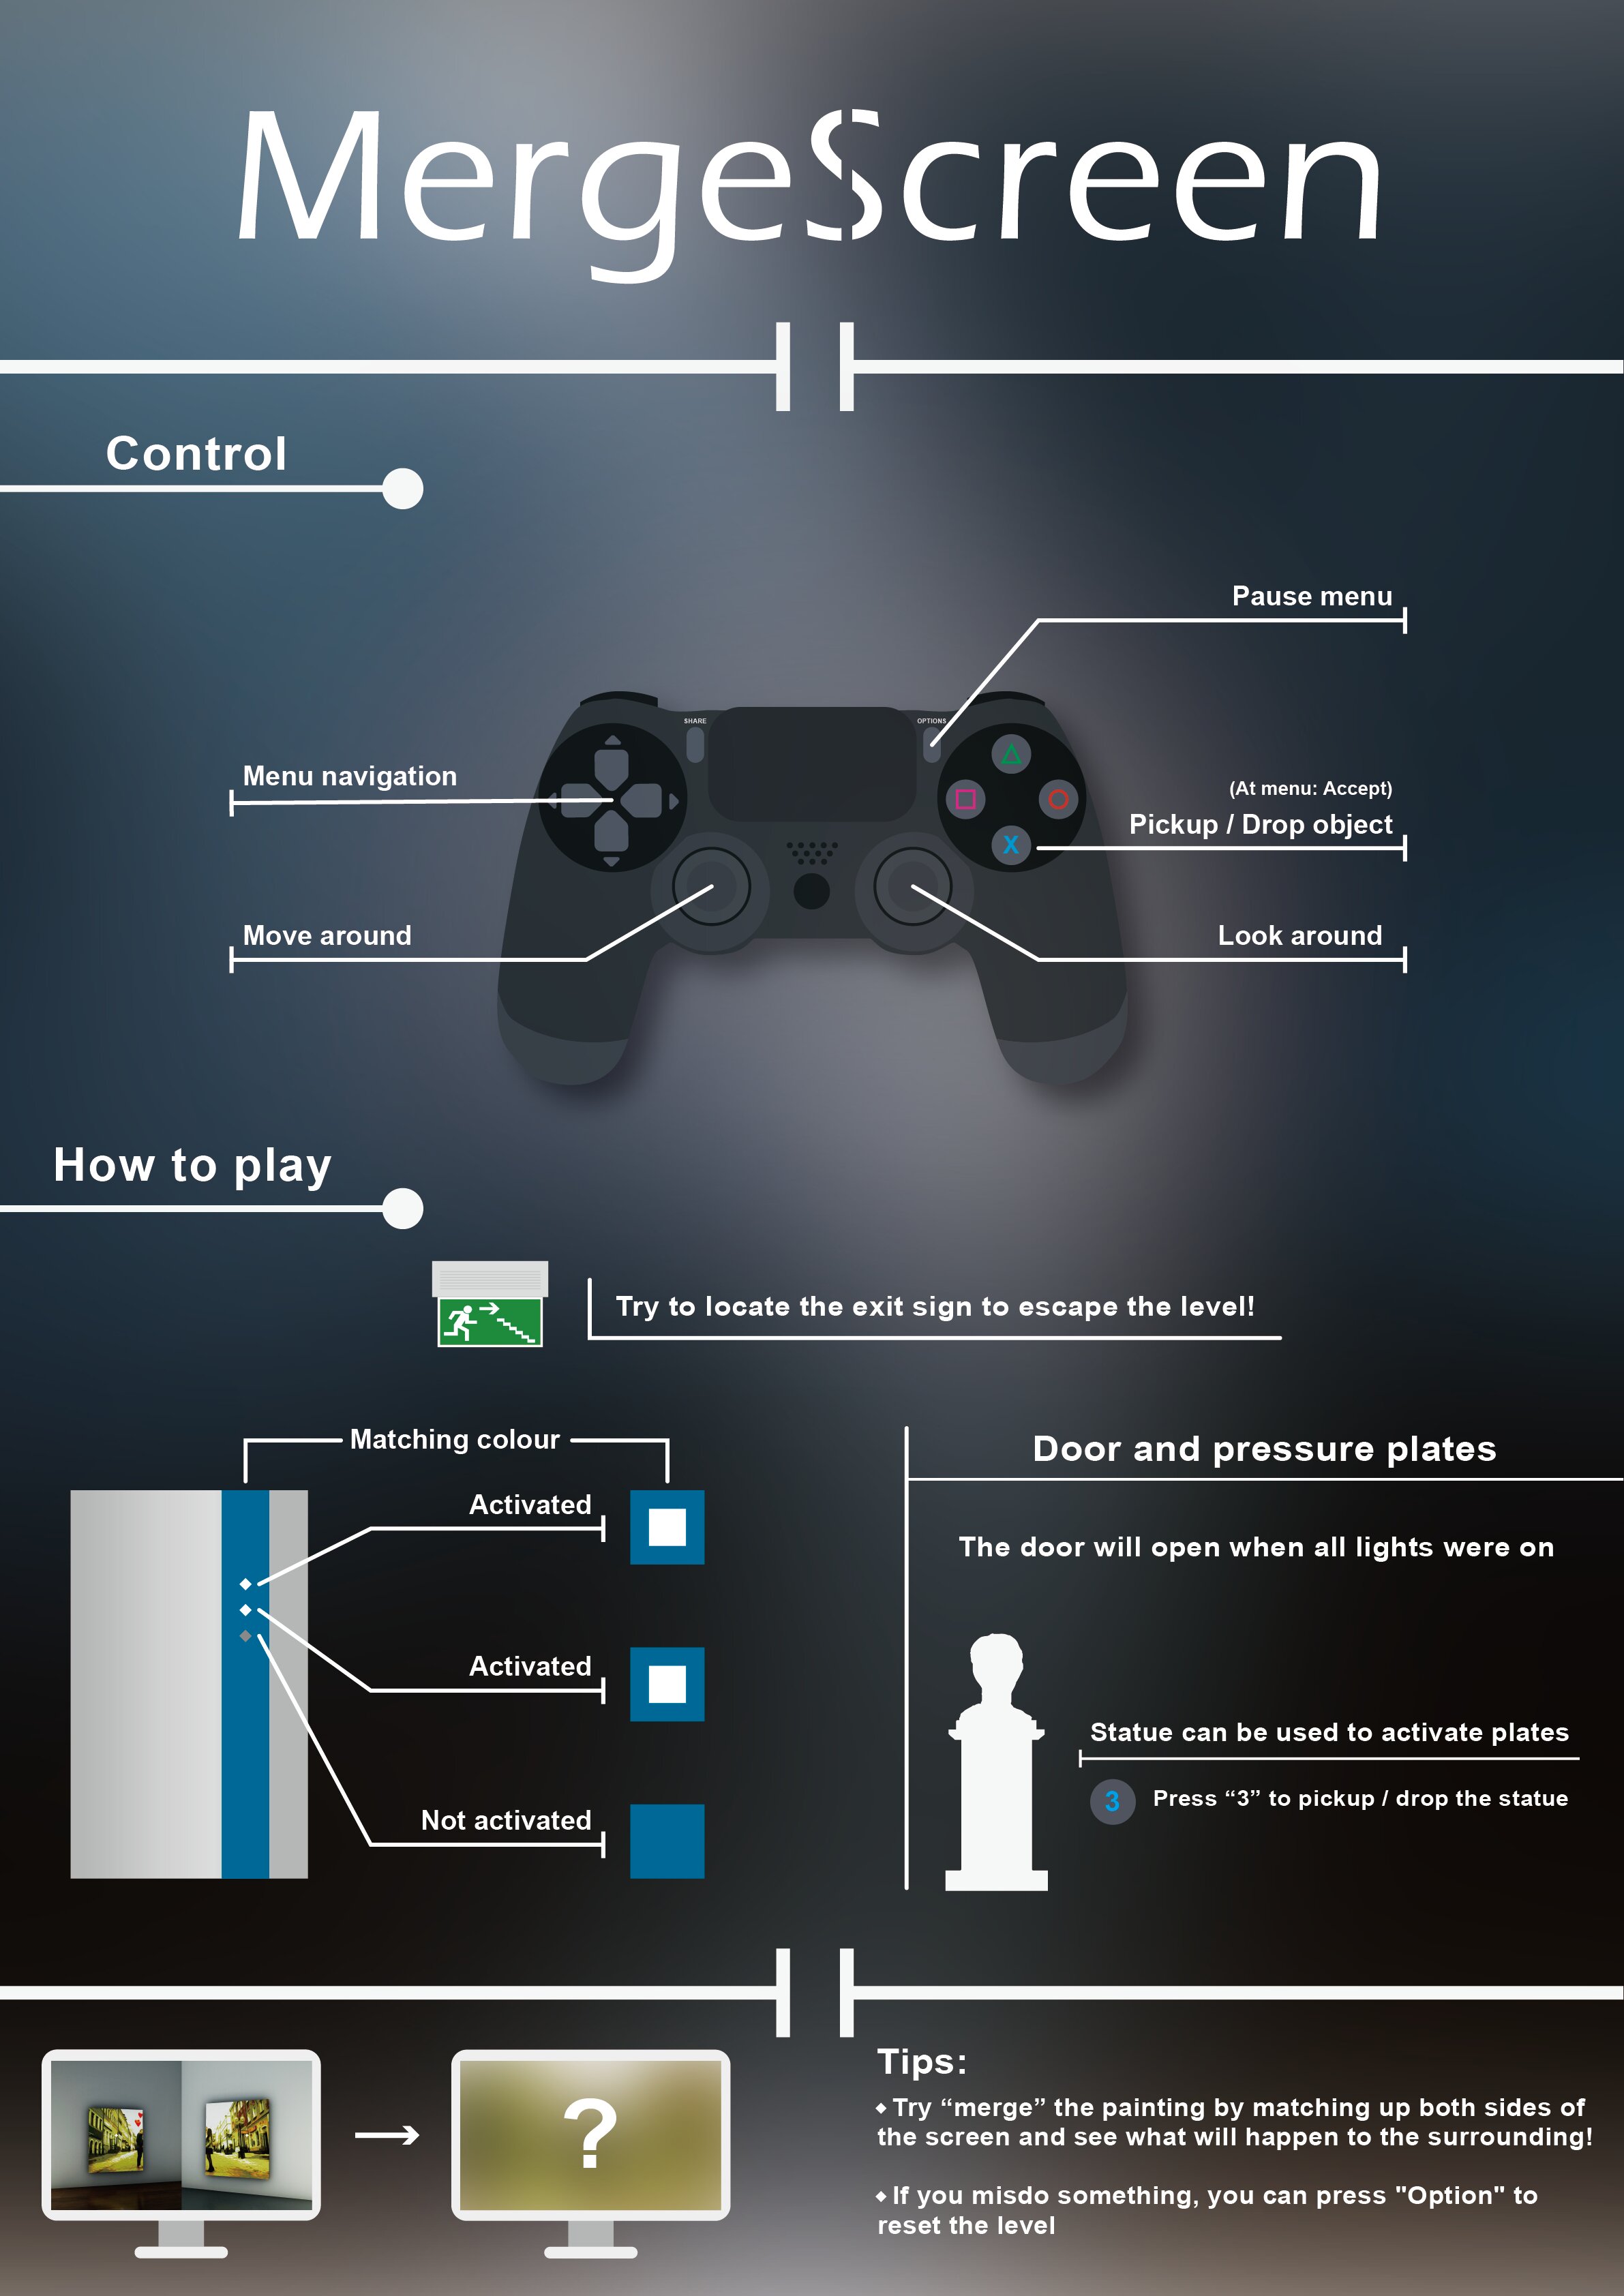 MergeScreen
Control
Pause menu
SHARE
OPTIONS
Menu navigation
(At menu: Accept)
Pickup / Drop object
X
Move around
Look around
How to play
Try to locate the exit sign to escape the level!
Matching colour
Activated
Activated
Not activated
Door and pressure plates
The door will open when all lights were on
Statue can be used to activate plates
3
Press “3” to pickup / drop the statue
?
Tips:
Try “merge” the painting by matching up both sides of
the screen and see what will happen to the surrounding!
If you misdo something, you can press "Option" to
reset the level